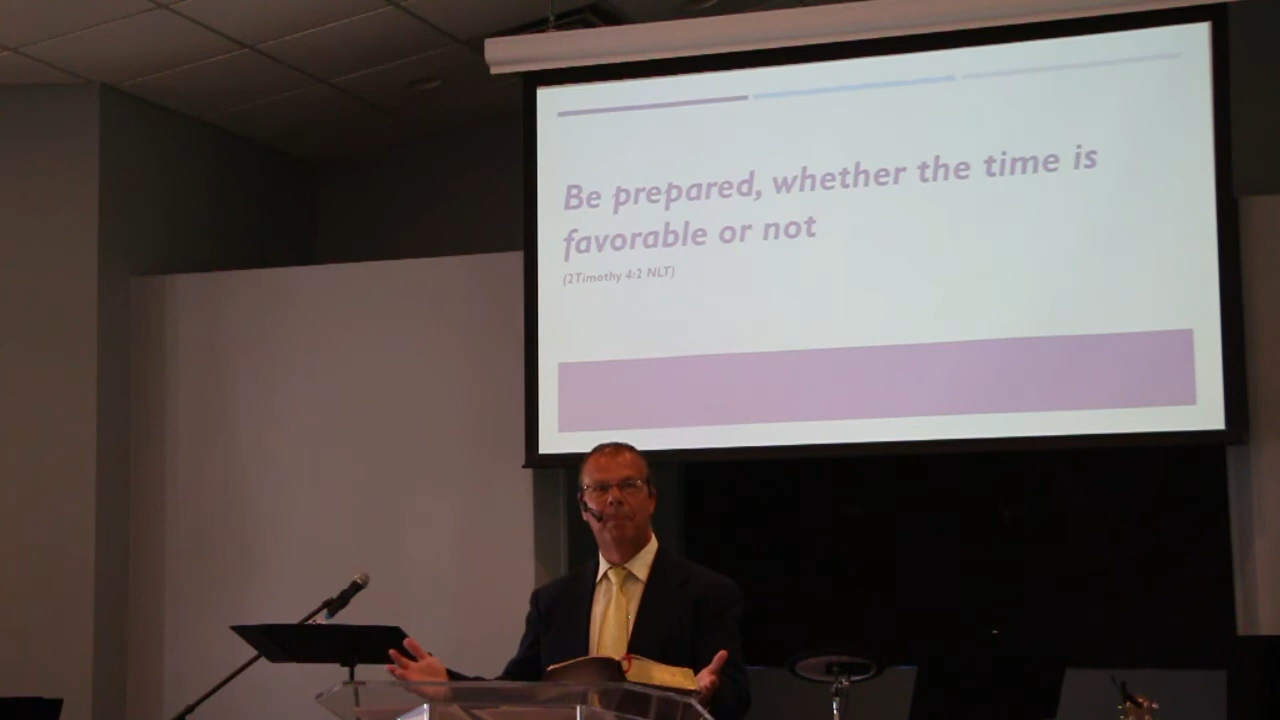 Be prepared, whether the time is
favorable or not
(2Timothy 4:2 NLT)